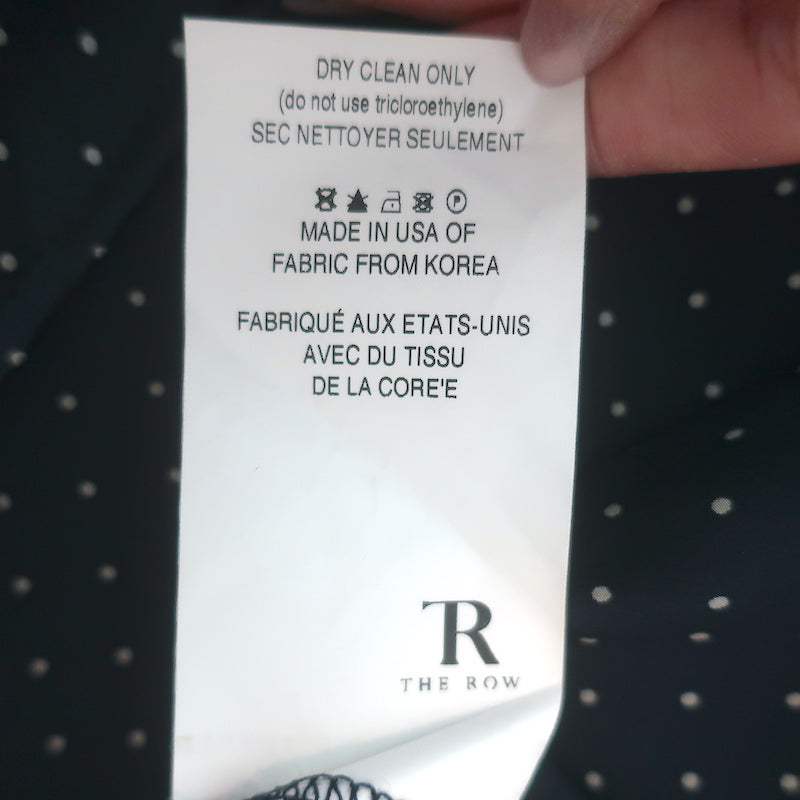 DRY CLEAN ONLY
(do not use tricloroethylene)
SEC NETTOYER SEULEMENT
P
MADE IN USA OF
FABRIC FROM KOREA
FABRIQUÉ AUX ETATS-UNIS
AVEC DU TISSU
DE LA CORE'E
TR
THE ROW